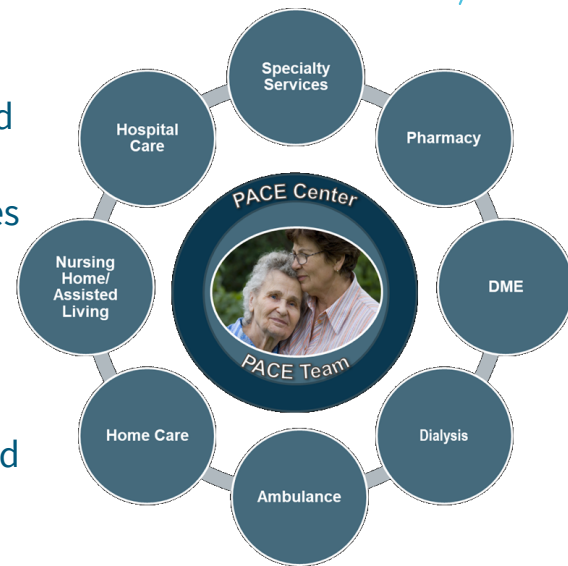 Specialty
Services
Hospital
Care
Pharmacy
PACE Center
Nursing
Home/
Assisted
Living
DME
PACE Team
Home Care
Dialysis
Ambulance